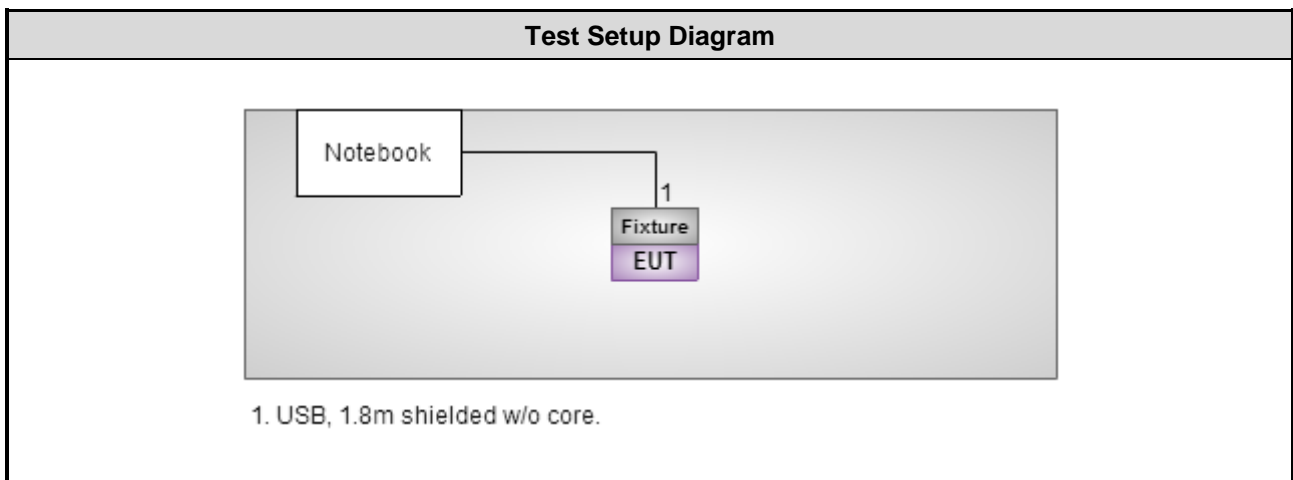 Test Setup Diagram
Notebook
1
Fixture
EUT
1. USB, 1.8m shielded w/o core.